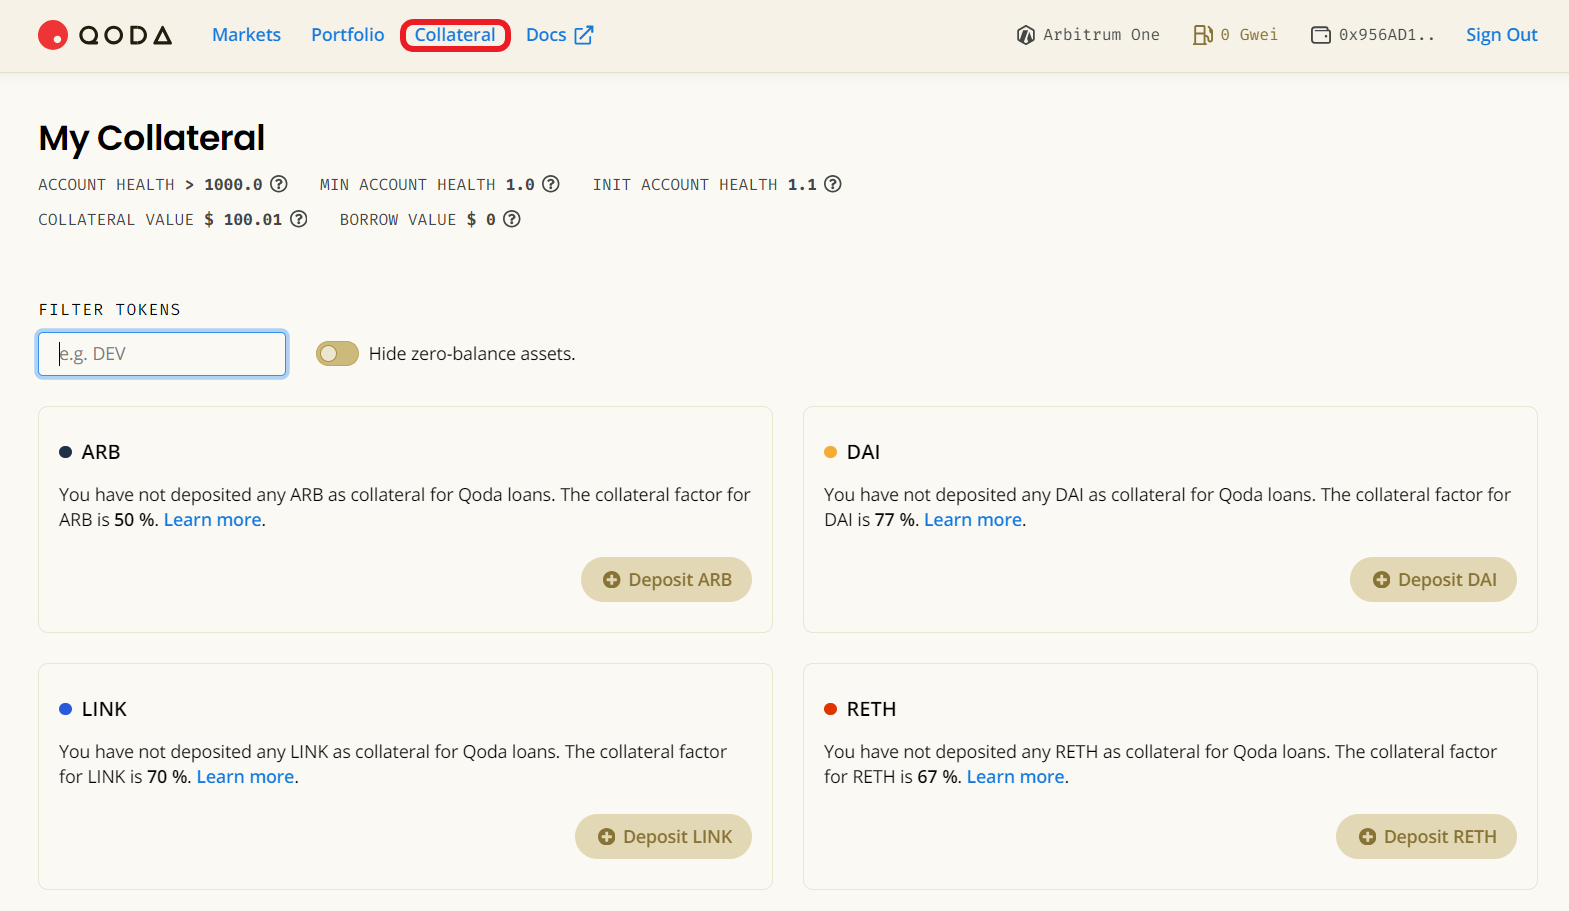 QODA Markets Portfolio Collateral Docs Arbitrum One 0 Gwei 0x956AD1.. Sign Out
My Collateral
ACCOUNT HEALTH > 1000.0 MIN ACCOUNT HEALTH 1.0 INIT ACCOUNT HEALTH 1.1
COLLATERAL VALUE $ 100.01 BORROW VALUE $ 0
FILTER TOKENS
e.g. DEV Hide zero-balance assets.
ARB
You have not deposited any ARB as collateral for Qoda loans. The collateral factor for
ARB is 50 %. Learn more.
Deposit ARB
DAI
You have not deposited any DAI as collateral for Qoda loans. The collateral factor for
DAI is 77 %. Learn more.
Deposit DAI
LINK
You have not deposited any LINK as collateral for Qoda loans. The collateral factor
for LINK is 70 %. Learn more.
Deposit LINK
RETH
You have not deposited any RETH as collateral for Qoda loans. The collateral factor
for RETH is 67 %. Learn more.
Deposit RETH